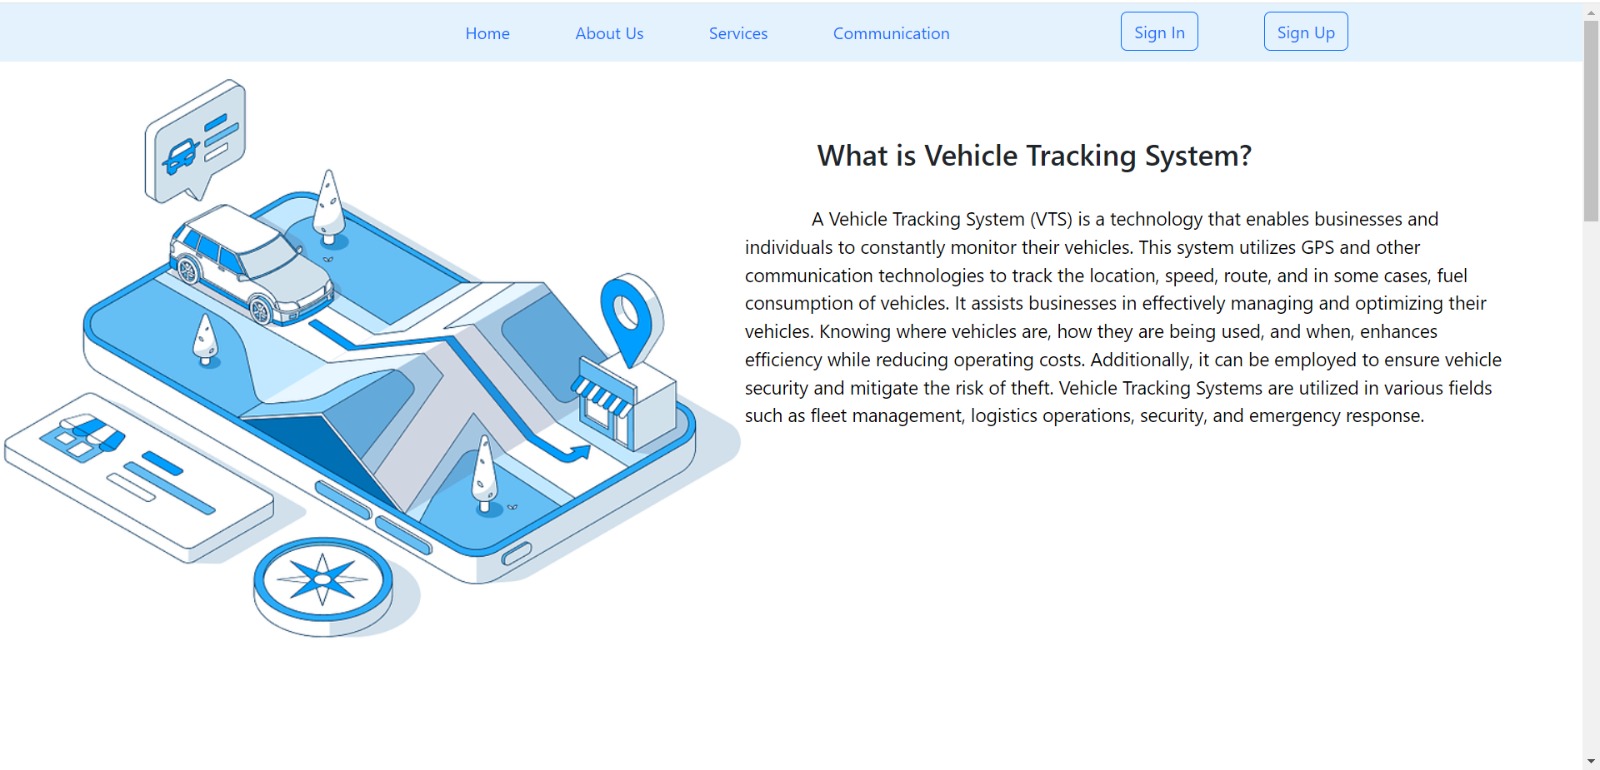 Home About Us Services Communication Sign In Sign Up
What is Vehicle Tracking System?
A Vehicle Tracking System (VTS) is a technology that enables businesses and
individuals to constantly monitor their vehicles. This system utilizes GPS and other
communication technologies to track the location, speed, route, and in some cases, fuel
consumption of vehicles. It assists businesses in effectively managing and optimizing their
vehicles. Knowing where vehicles are, how they are being used, and when, enhances
efficiency while reducing operating costs. Additionally, it can be employed to ensure vehicle
security and mitigate the risk of theft. Vehicle Tracking Systems are utilized in various fields
such as fleet management, logistics operations, security, and emergency response.